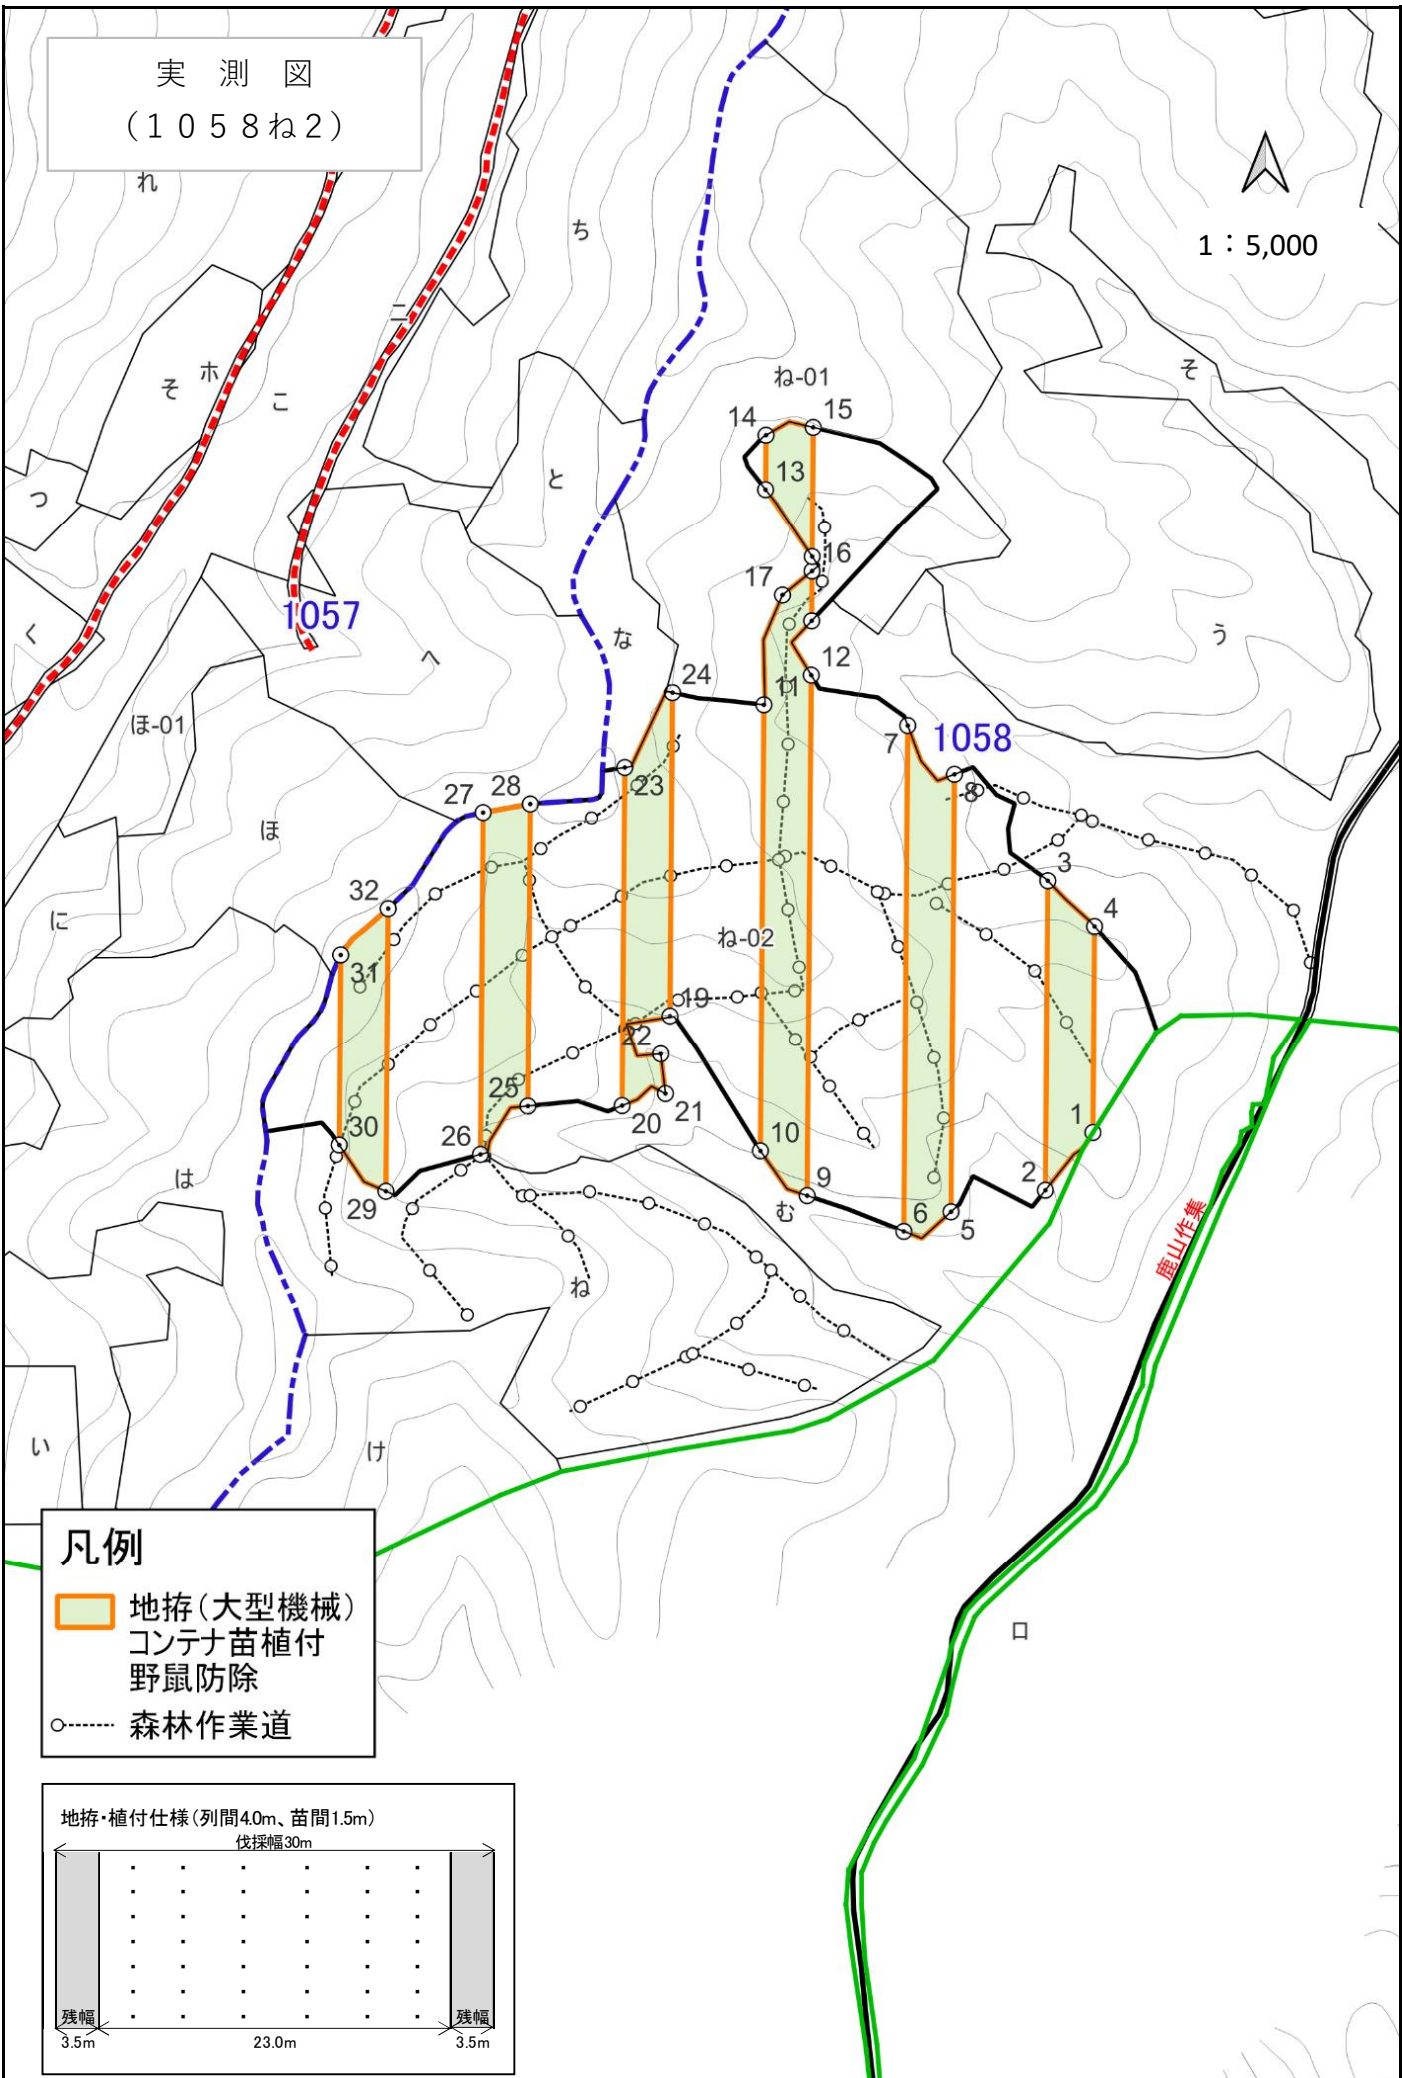 実 測 図
（１０５８ね２）
れ
ち
1：5,000
ニ
そ
ホ
こ
そ
ね-01
14
15
つ
と
13
16
17
1057
く
な
う
へ
12
24
11
ほ-01
7
1058
23
8
27
28
ほ
3
32
4
に
ね-02
31
19
22
25
1
30
20
21
26
10
2
は
29
9
む
6
5
鹿山作集
ね
い
け
凡例
地拵（大型機械）
コンテナ苗植付
野鼠防除
森林作業道
ロ
地拵・植付仕様（列間4.0m、苗間1.5m）
伐採幅30m
残幅
残幅
3.5m
23.0m
3.5m